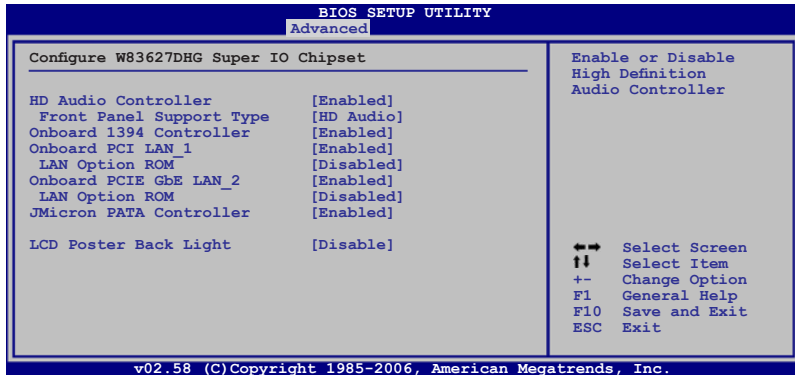 BIOS SETUP UTILITY
Advanced
Configure W83627DHG Super IO Chipset
HD Audio Controller [Enabled]
Front Panel Support Type [HD Audio]
Onboard 1394 Controller [Enabled]
Onboard PCI LAN_1 [Enabled]
LAN Option ROM [Disabled]
Onboard PCIE GbE LAN_2 [Enabled]
LAN Option ROM [Disabled]
JMicron PATA Controller [Enabled]
LCD Poster Back Light [Disable]
Enable or Disable
High Definition
Audio Controller
←→ Select Screen
↑↓ Select Item
+- Change Option
F1 General Help
F10 Save and Exit
ESC Exit
v02.58 (C)Copyright 1985-2006, American Megatrends, Inc.